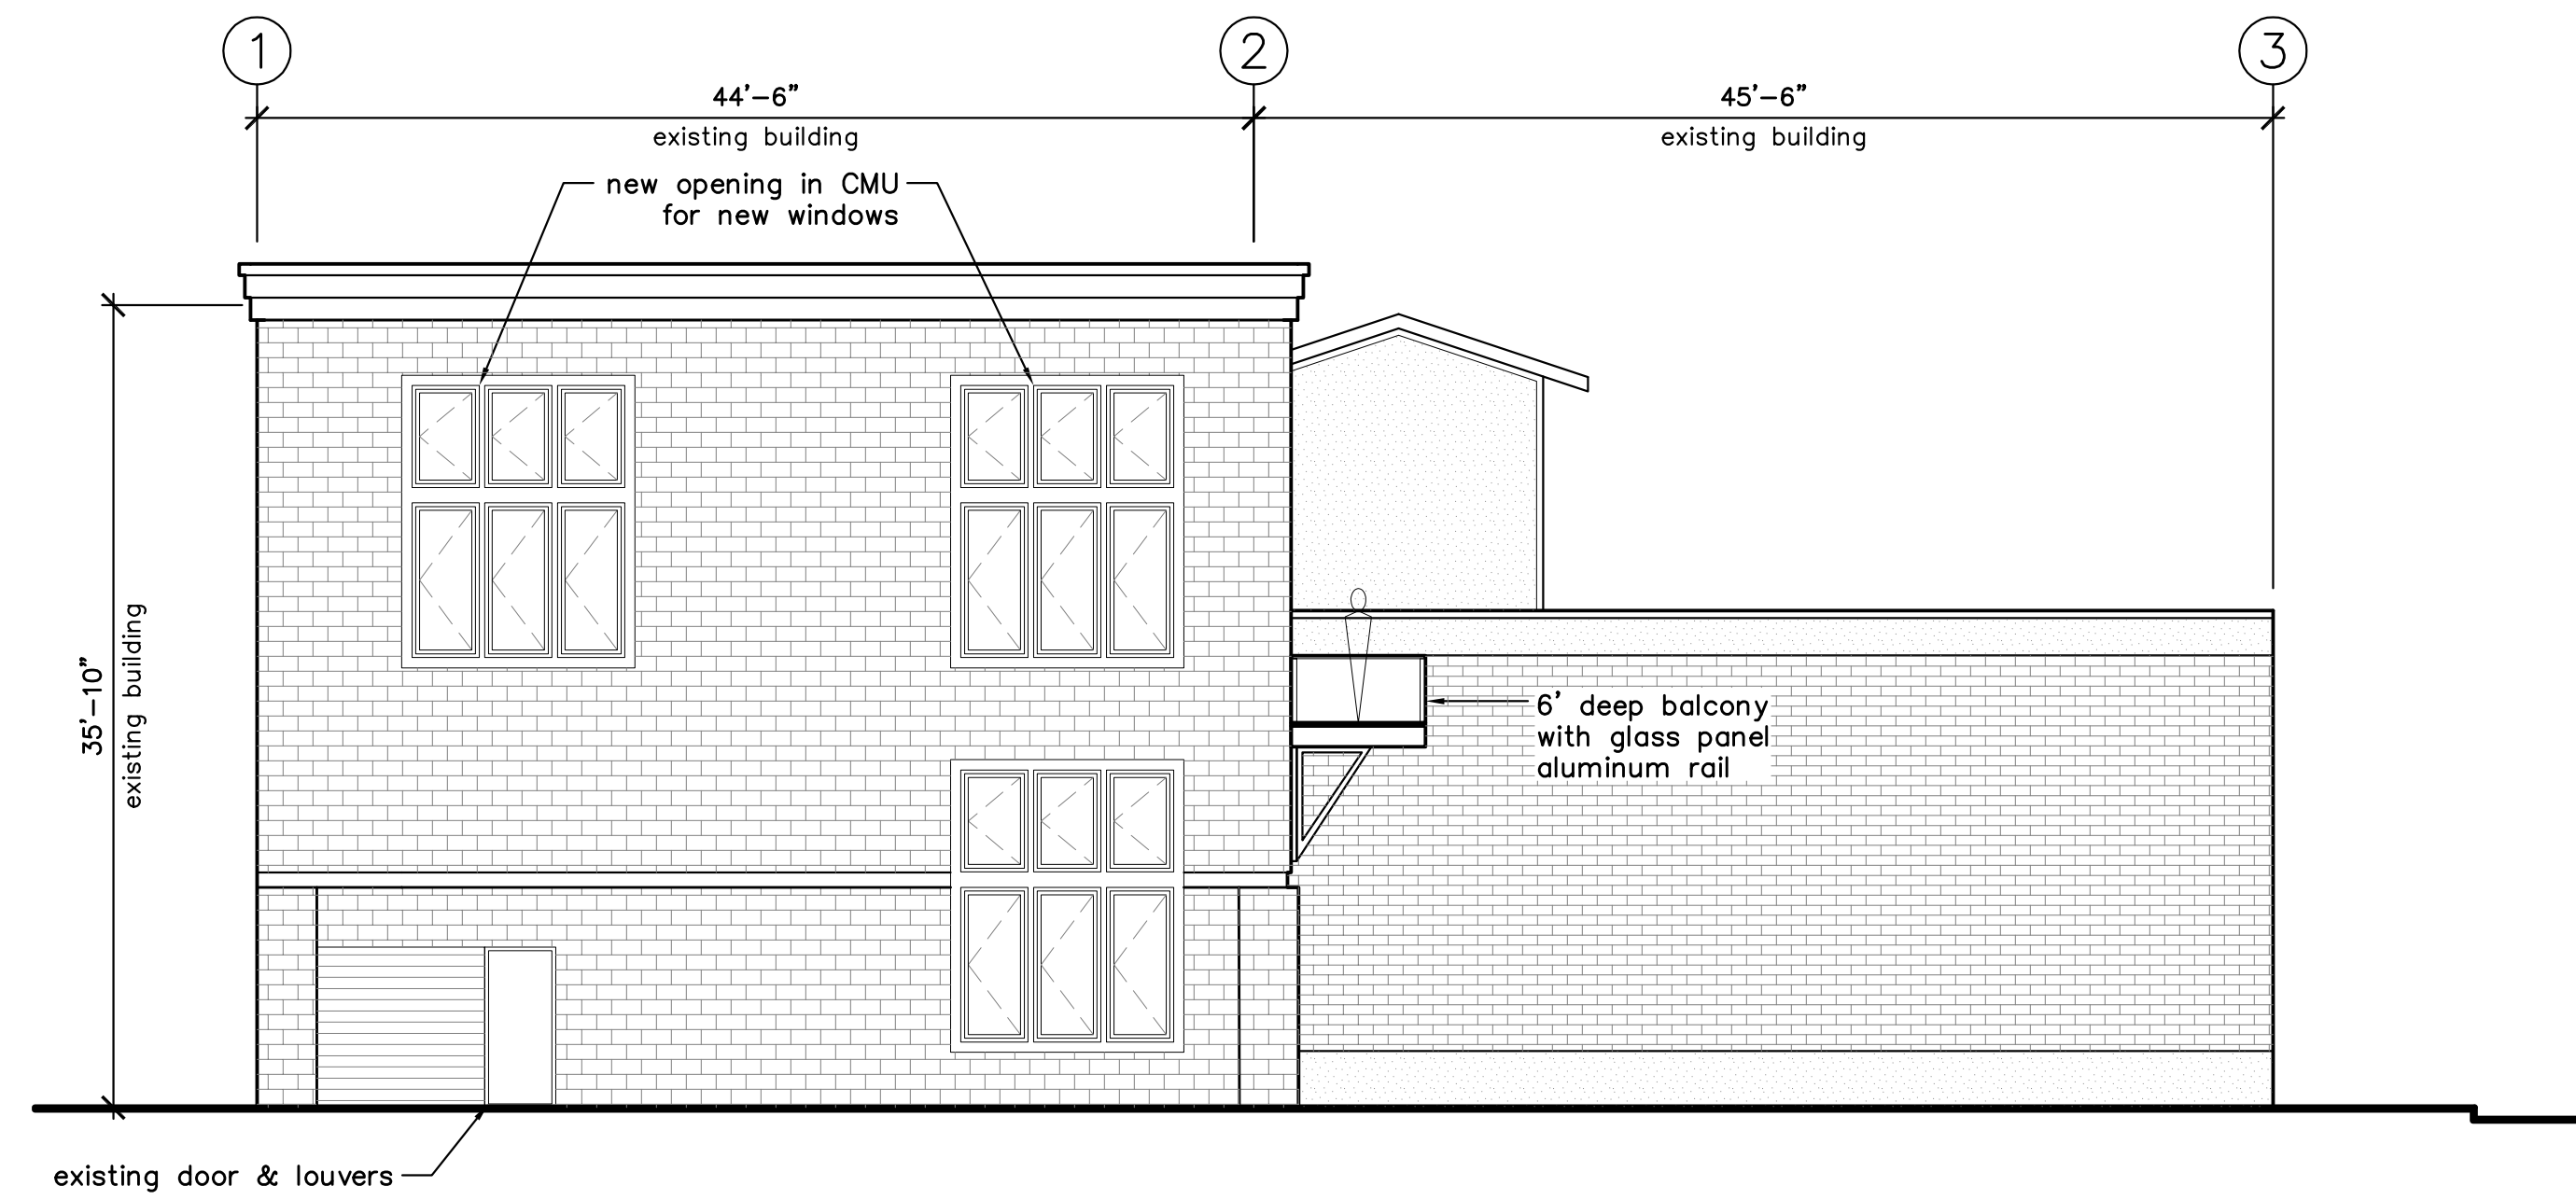 1
2
3
44'-6"
existing building
45'-6"
existing building
new opening in CMU
for new windows
35'-10"
existing building
6' deep balcony
with glass panel
aluminum rail
existing door & louvers